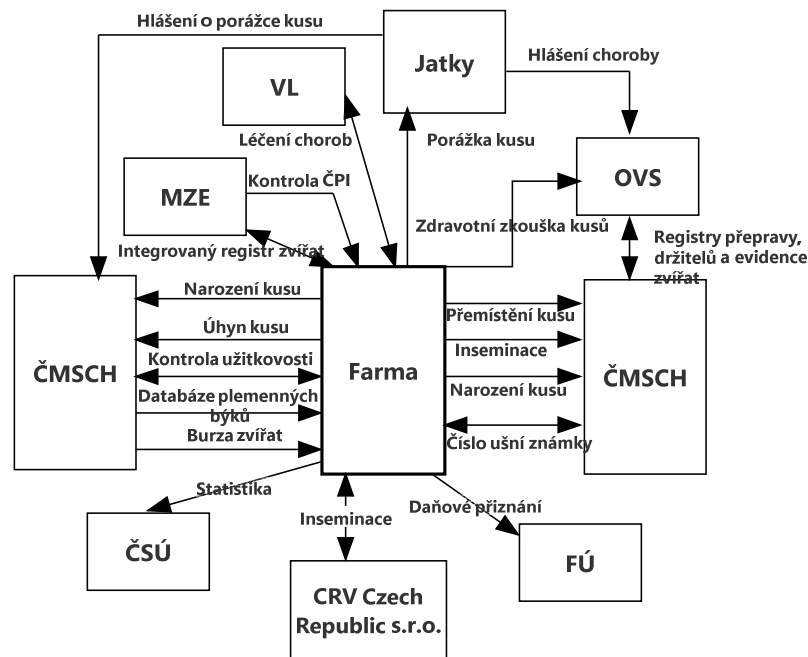 Hlášení o porážce kusu
Jatky
Hlášení choroby
VL
Léčení chorob
Porážka kusu
OVS
MZE
Kontrola ČPI
Zdravotní zkouška kusů
Integrovaný registr zvířat
Registry přepravy,
držitelů a evidence
zvířat
Narození kusu
Přemístění kusu
Úhyn kusu
Inseminace
Kontrola užitkovosti
ČMSCH
Farma
ČMSCH
Narození kusu
Databáze plemenných
býků
Burza zvířat
Číslo ušní známky
Statistika
Inseminace
Daňové přiznání
ČSÚ
FÚ
CRV Czech
Republic s.r.o.